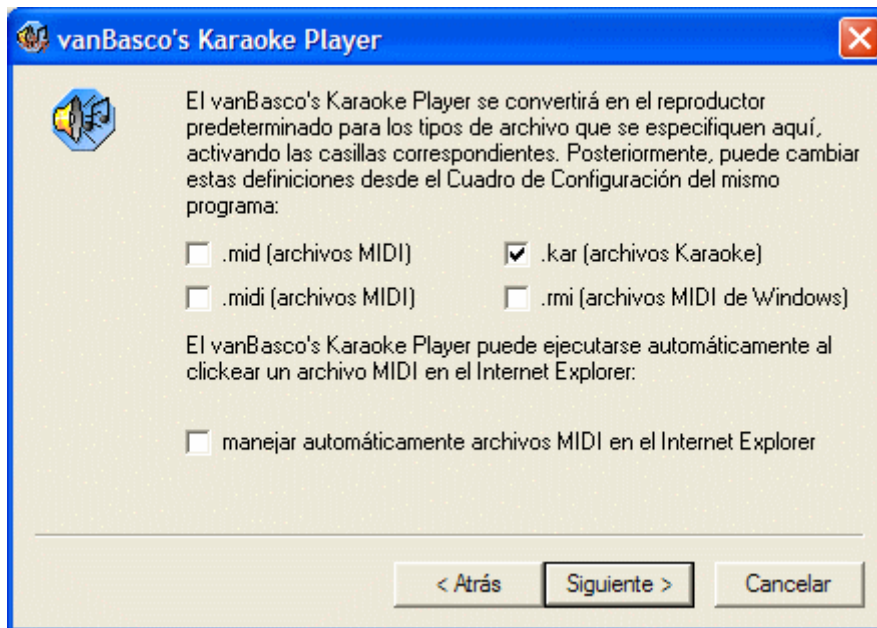 vanBasco's Karaoke Player
El vanBasco's Karaoke Player se convertirá en el reproductor
predeterminado para los tipos de archivo que se especifiquen aquí,
activando las casillas correspondientes. Posteriormente, puede cambiar
estas definiciones desde el Cuadro de Configuración del mismo
programa:
.mid (archivos MIDI) .kar (archivos Karaoke)
.midi (archivos MIDI) .rmi (archivos MIDI de Windows)
El vanBasco's Karaoke Player puede ejecutarse automáticamente al
clickear un archivo MIDI en el Internet Explorer:
manejar automáticamente archivos MIDI en el Internet Explorer
< Atrás Siguiente > Cancelar